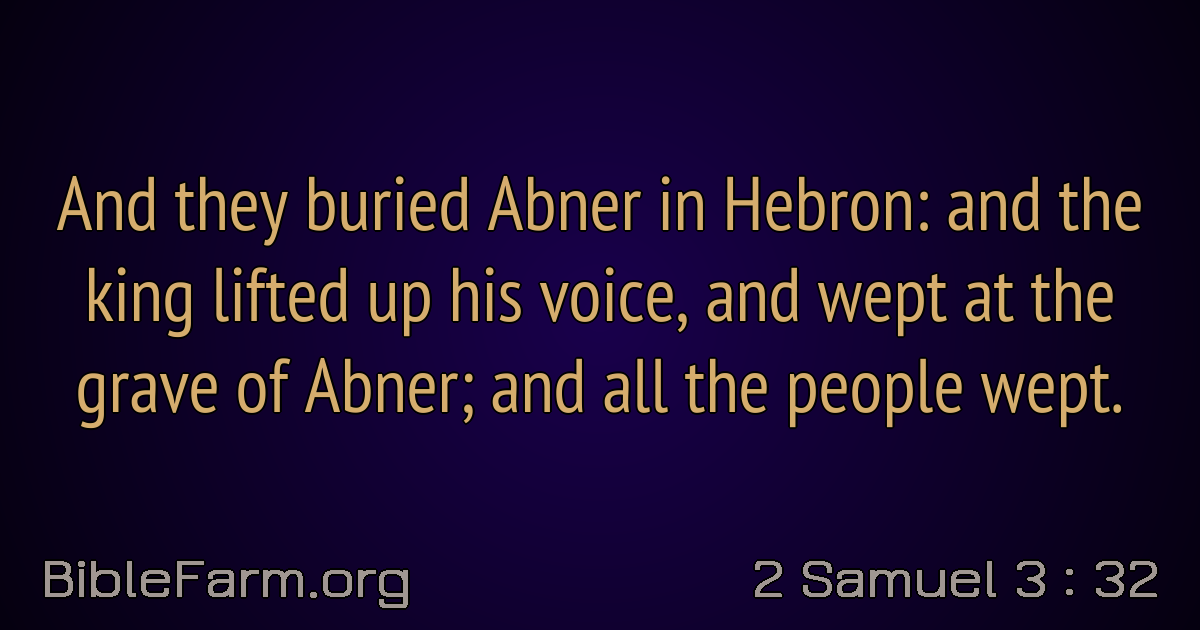 And they buried Abner in Hebron: and the
king lifted up his voice, and wept at the
grave of Abner; and all the people wept.
BibleFarm.org
2 Samuel 3 : 32